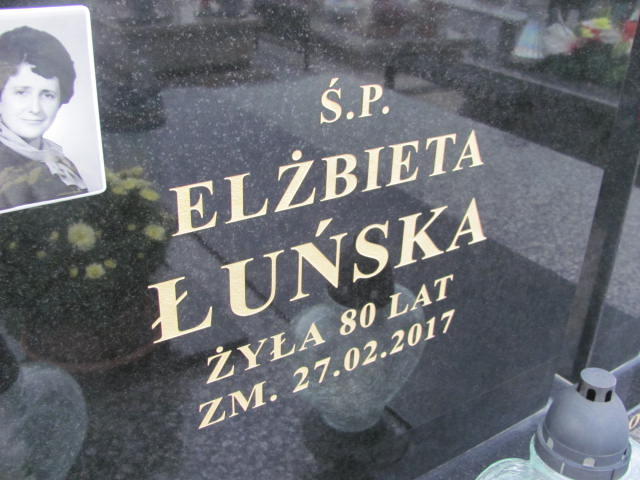 Ś.P.
ELŻBIETA
ŁUŃSKA
ŻYŁA 80 LAT
ZM. 27.02.2017